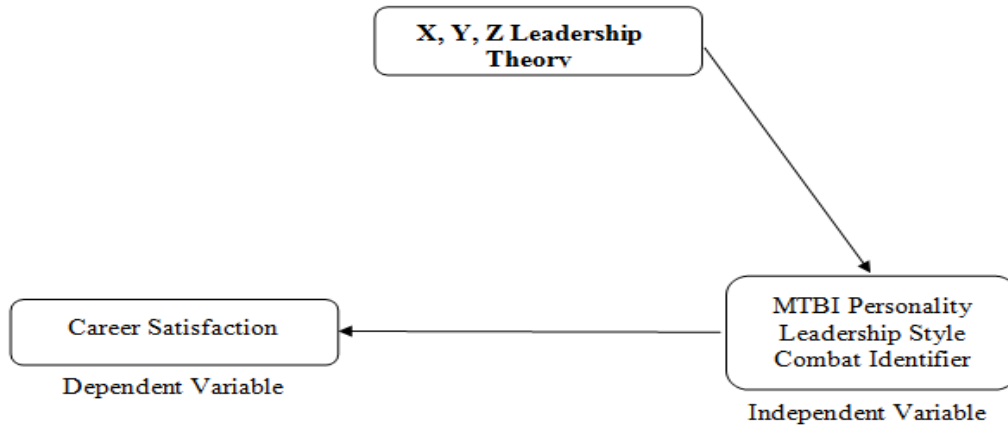 X, Y, Z Leadership
Theory
MTBI Personality
Leadership Style
Combat Identifier
Independent Variable
Career Satisfaction
Dependent Variable